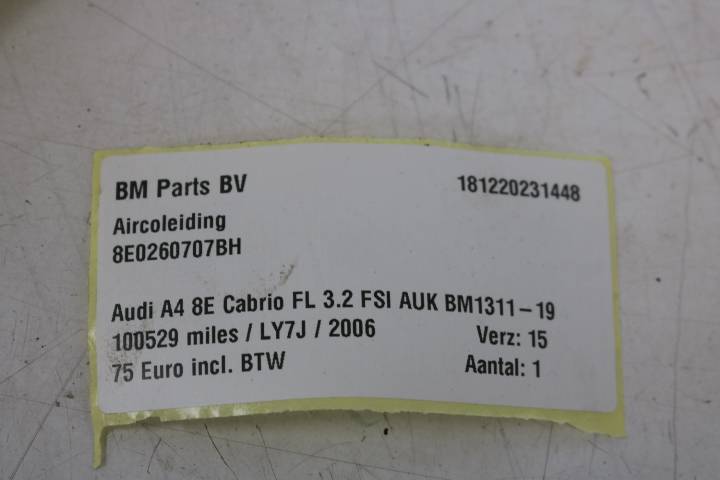 BM Parts BV 181220231448
Aircoleiding
8E0260707BH
Audi A4 8E Cabrio FL 3.2 FSI AUK BM1311-19
100529 miles / LY7J / 2006 Verz: 15
75 Euro incl. BTW Aantal: 1